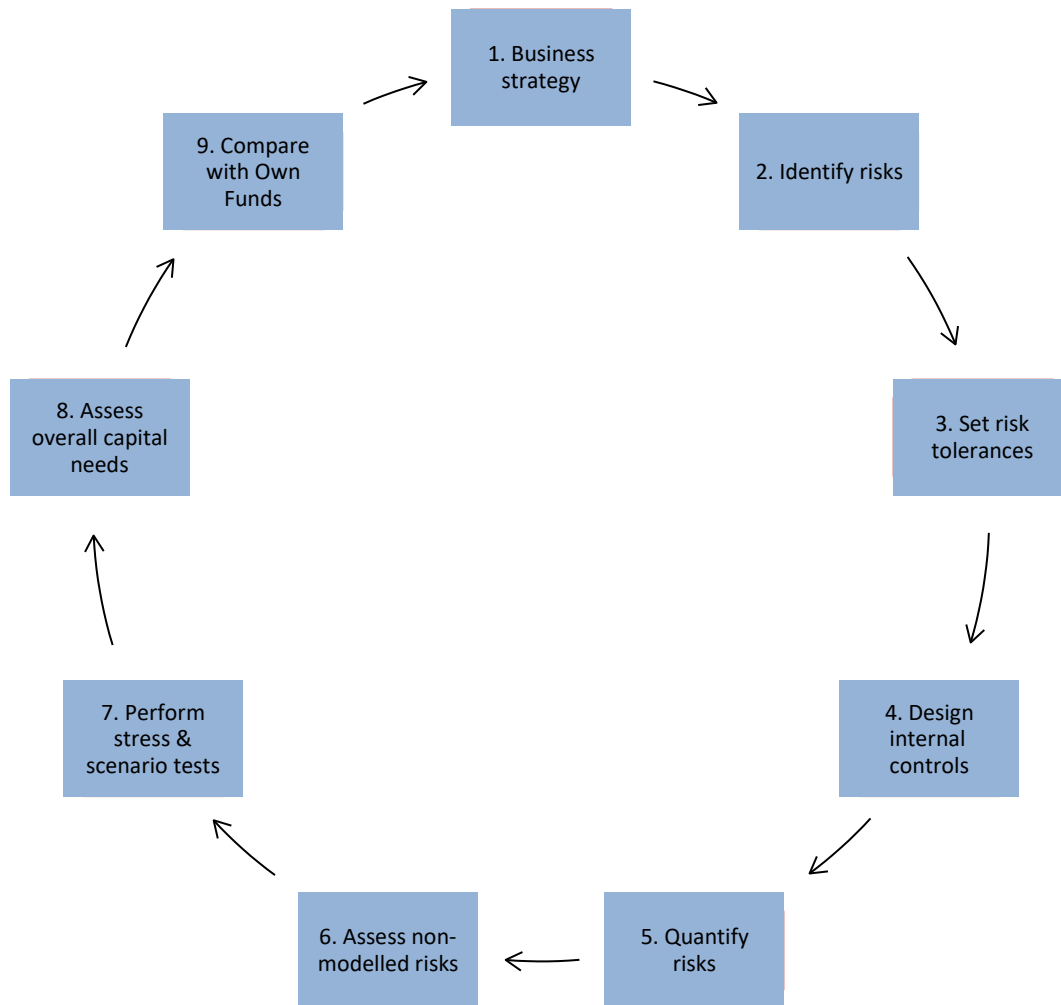 1. Business
strategy
2. Identify risks
3. Set risk
tolerances
4. Design
internal
controls
5. Quantify
risks
6. Assess non-
modelled risks
7. Perform
stress &
scenario tests
8. Assess
overall capital
needs
9. Compare
with Own
Funds